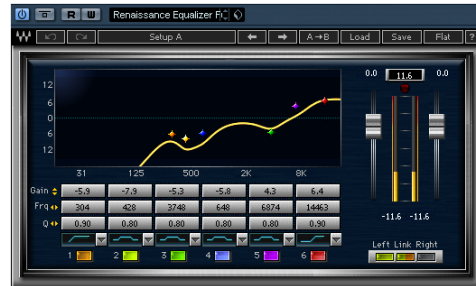 R W Renaissance Equalizer F
Setup A A→B Load Save Flat ?
0.0 11.6 0.0
12
6
0
6
12
31 125 500 2K 8K
Gain -5.9 -7.9 -5.3 -5.8 4.3 6.4
Frq 304 428 3748 648 6874 14463
Q 0.90 0.80 0.80 0.80 0.80 0.90
-11.6 -11.6
Left Link Right
1 2 3 4 5 6